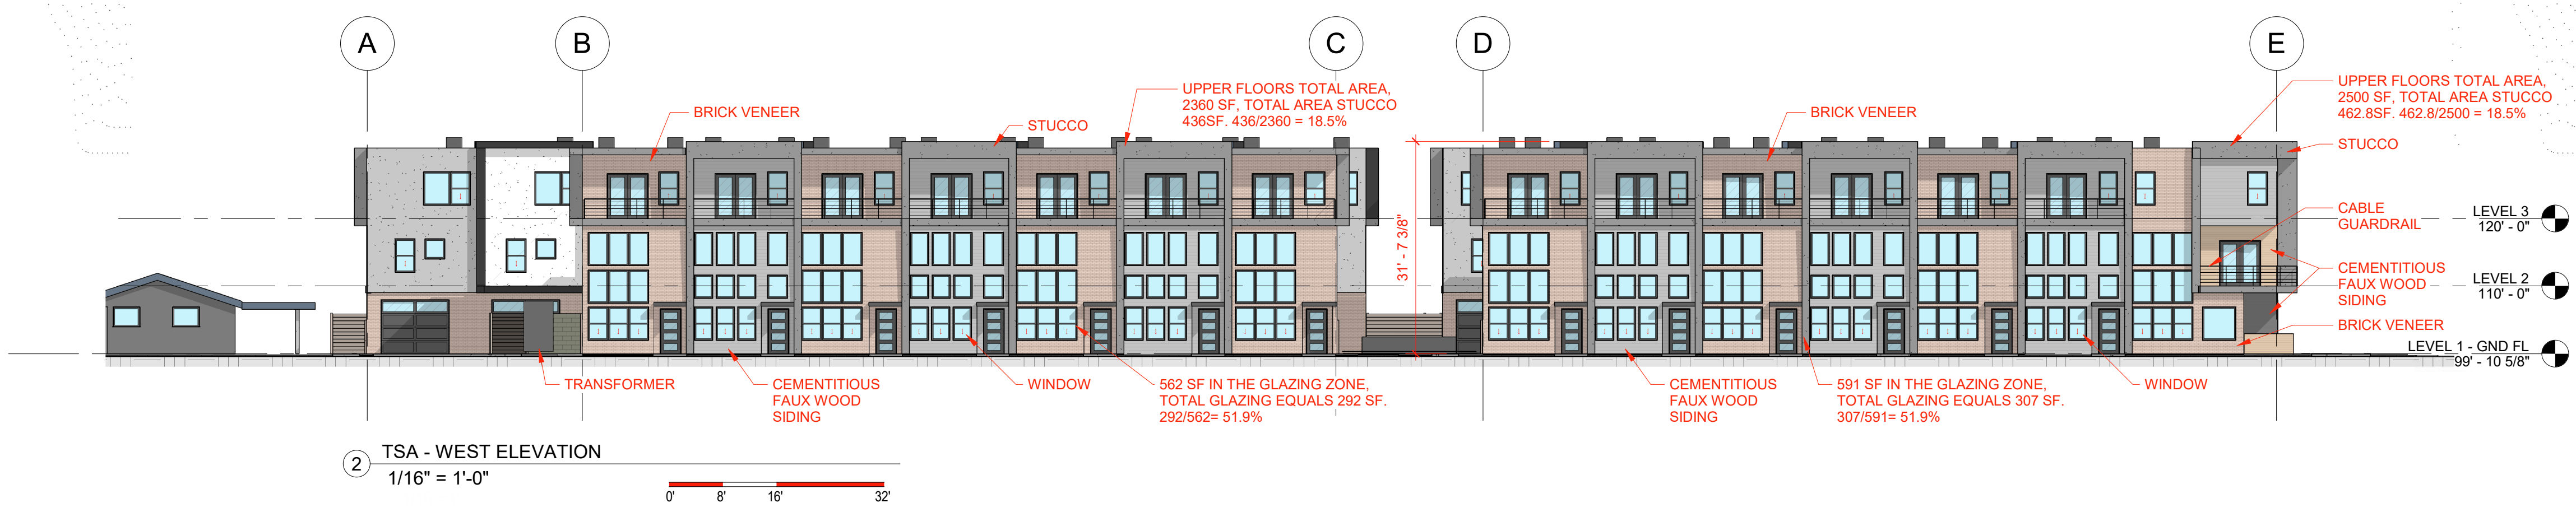 A
B
C
D
E
UPPER FLOORS TOTAL AREA,
2360 SF, TOTAL AREA STUCCO
436SF. 436/2360 = 18.5%
UPPER FLOORS TOTAL AREA,
2500 SF, TOTAL AREA STUCCO
462.8SF. 462.8/2500 = 18.5%
BRICK VENEER
STUCCO
BRICK VENEER
STUCCO
CABLE
GUARDRAIL
LEVEL 3
120' - 0"
31' - 7 3/8"
CEMENTITIOUS
FAUX WOOD
SIDING
LEVEL 2
110' - 0"
BRICK VENEER
LEVEL 1 - GND FL
99' - 10 5/8"
TRANSFORMER
CEMENTITIOUS
FAUX WOOD
SIDING
WINDOW
562 SF IN THE GLAZING ZONE,
TOTAL GLAZING EQUALS 292 SF.
292/562= 51.9%
CEMENTITIOUS
FAUX WOOD
SIDING
591 SF IN THE GLAZING ZONE,
TOTAL GLAZING EQUALS 307 SF.
307/591= 51.9%
WINDOW
2
TSA - WEST ELEVATION
1/16" = 1'-0"
0'
8'
16'
32'